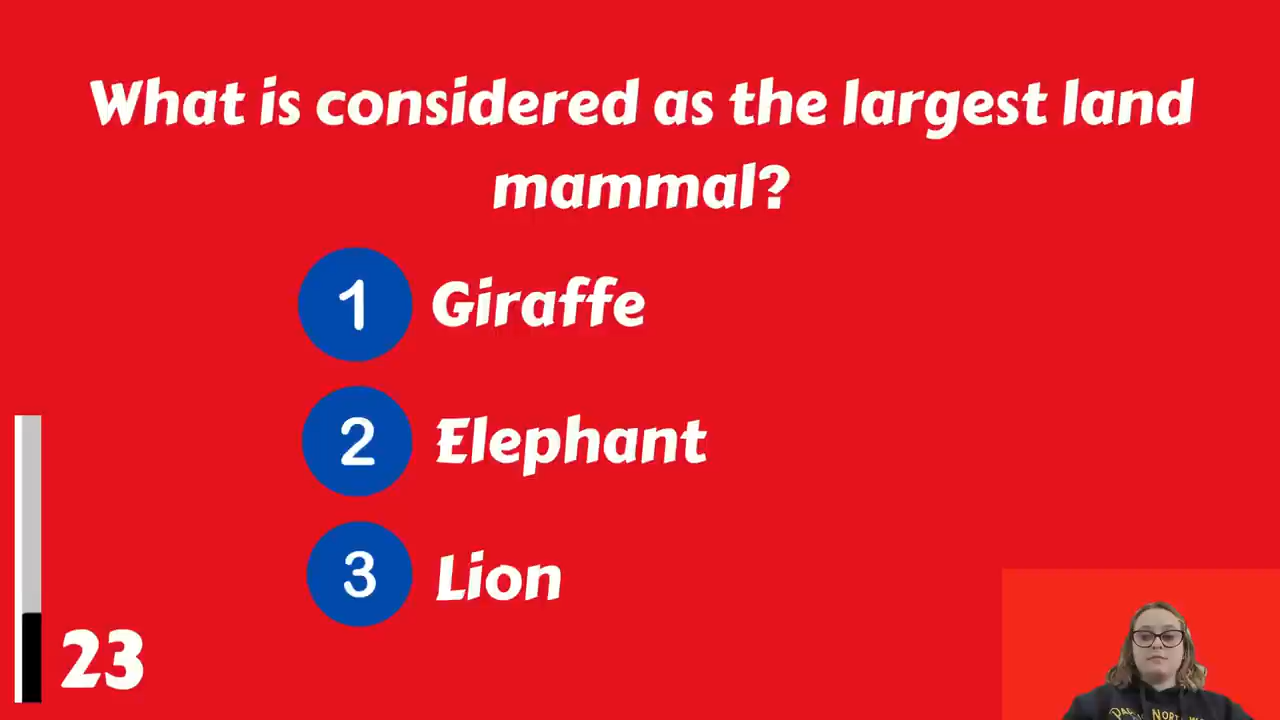 What is considered as the largest land
mammal?
1 Giraffe
2 Elephant
3 Lion
23